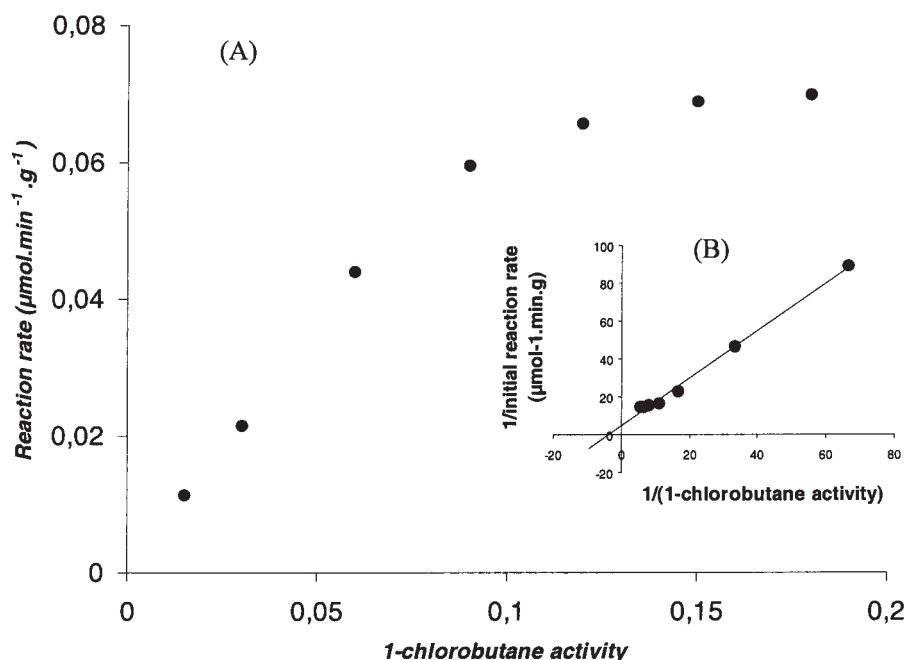 (A)
Reaction rate (µmol.min⁻¹.g⁻¹)
0,08
0,06
0,04
0,02
0
0 0,05 0,1 0,15 0,2
1-chlorobutane activity
(B)
1/initial reaction rate
(µmol-1.min.g)
100
80
60
40
20
0
-20
-20 0 20 40 60 80
1/(1-chlorobutane activity)